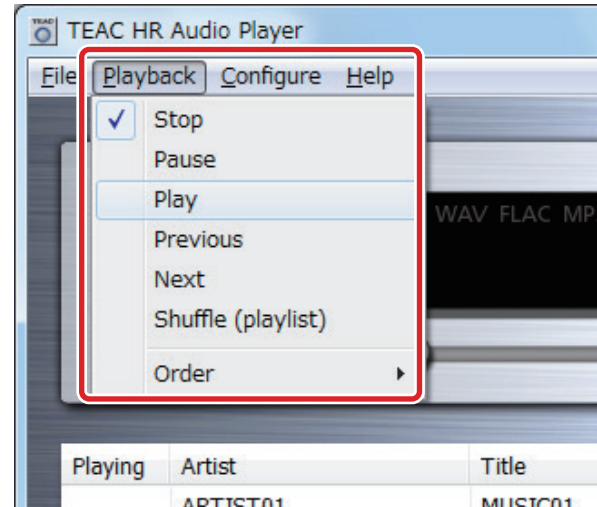 TEAC HR Audio Player
File Playback Configure Help
Stop
Pause
Play
Previous
Next
Shuffle (playlist)
Order
WAV FLAC MP
Playing Artist Title
ARTIST01 MUSIC01